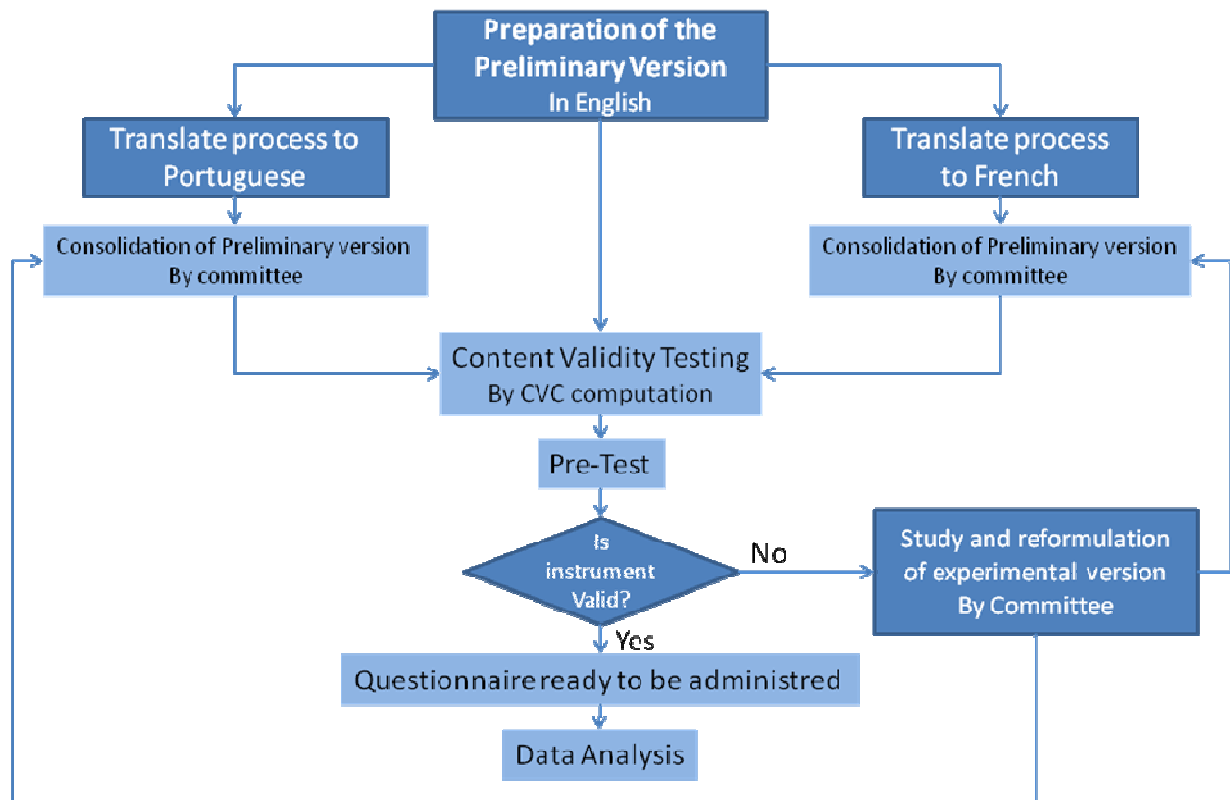 Preparation of the
Preliminary Version
In English
Translate process to
Portuguese
Translate process
to French
Consolidation of Preliminary version
By committee
Consolidation of Preliminary version
By committee
Content Validity Testing
By CVC computation
Pre-Test
Is
instrument
Valid?
No
Study and reformulation
of experimental version
By Committee
Yes
Questionnaire ready to be administred
Data Analysis